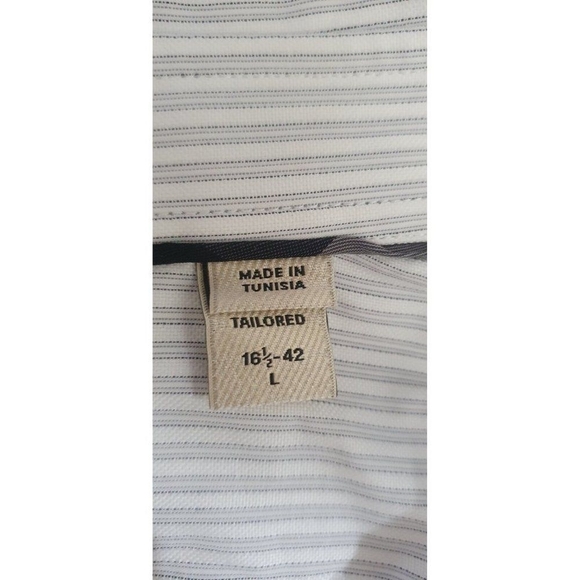 MADE IN
TUNISIA
TAILORED
16½-42
L